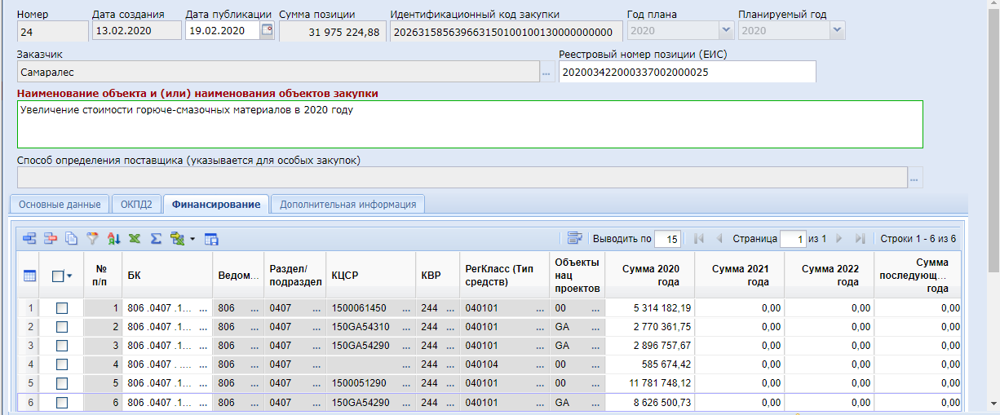 Номер Дата создания Дата публикации Сумма позиции Идентификационный код закупки Год плана Планируемый год
24 13.02.2020 19.02.2020 31 975 224,88 2020 2020
Заказчик Реестровый номер позиции (ЕИС)
Самаралес ... 202003422000337002000025
Наименование объекта и (или) наименования объектов закупки
Увеличение стоимости горюче-смазочных материалов в 2020 году
Способ определения поставщика (указывается для особых закупок)
...
Основные данные ОКПД2 Финансирование Дополнительная информация
Выводить по 15 Страница 1 из 1 Строки 1 - 6 из 6
№ п/п БК Ведом... Раздел/ подраздел КЦСР КВР РегКласс (Тип средств) Объекты нац проектов Сумма 2020 года Сумма 2021 года Сумма 2022 года Сумма последующ... года
1 1 806 .0407 .1... ... 806 ... 0407 ... 1500061450 ... 244 ... 040101 ... 00 ... 5 314 182,19 0,00 0,00 0,00
2 2 806 .0407 .1... ... 806 ... 0407 ... 150GA54310 ... 244 ... 040101 ... GA ... 2 770 361,75 0,00 0,00 0,00
3 3 806 .0407 .1... ... 806 ... 0407 ... 150GA54290 ... 244 ... 040101 ... GA ... 2 896 757,67 0,00 0,00 0,00
4 4 806 .0407 . .... ... 806 ... 0407 ... ... 244 ... 040104 ... 00 ... 585 674,42 0,00 0,00 0,00
5 5 806 .0407 .1... ... 806 ... 0407 ... 1500051290 ... 244 ... 040101 ... 00 ... 11 781 748,12 0,00 0,00 0,00
6 6 806 .0407 .1... ... 806 ... 0407 ... 150GA54290 ... 244 ... 040101 ... GA ... 8 626 500,73 0,00 0,00 0,00